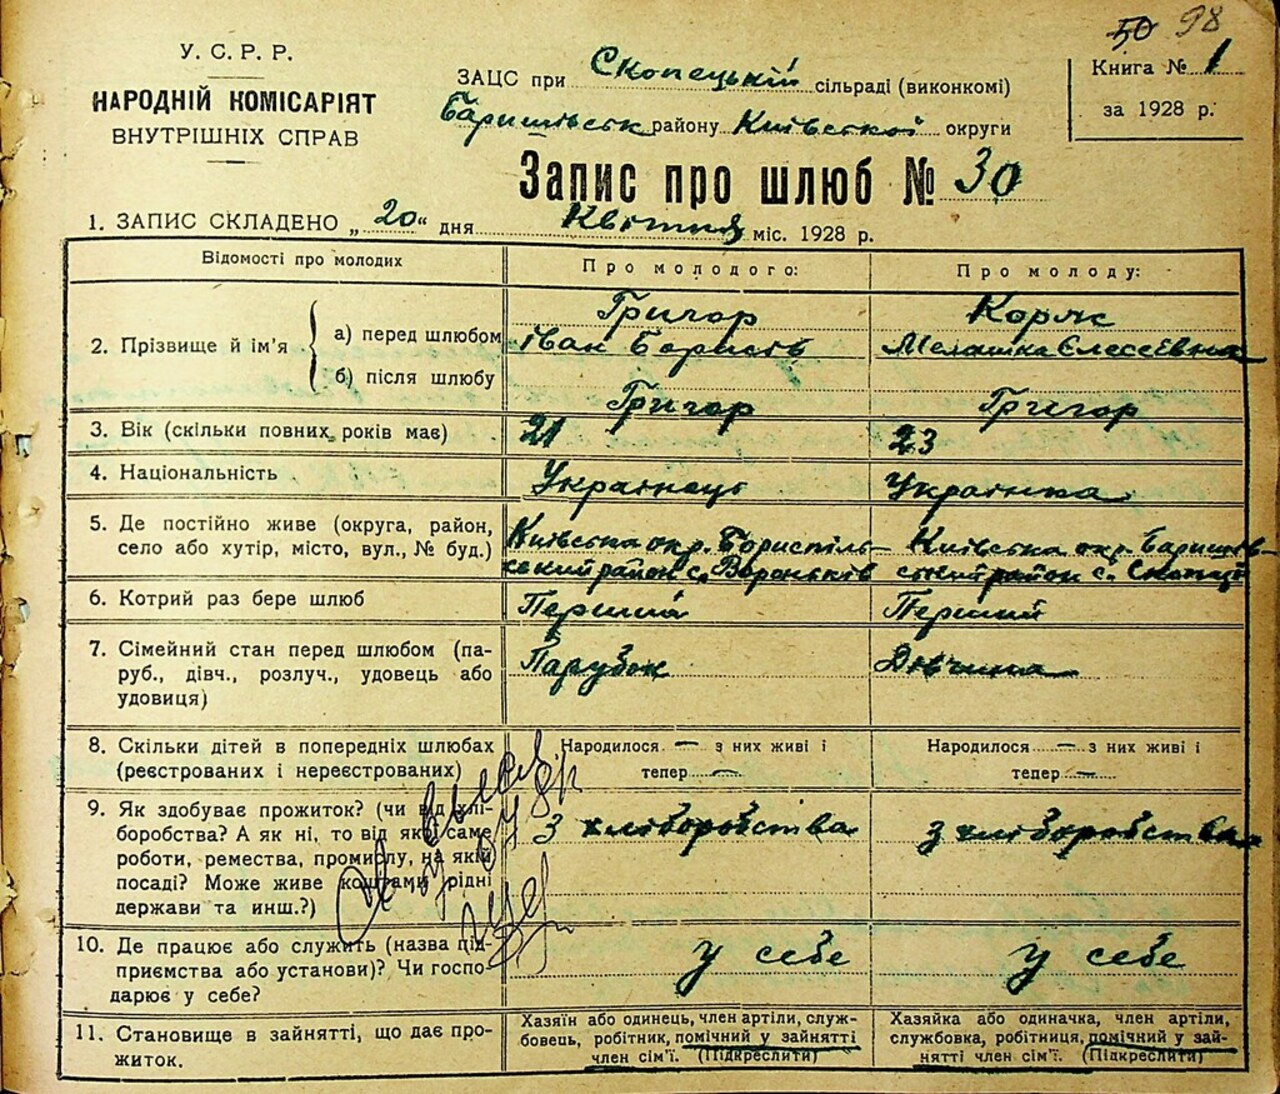 50 98
У. С. Р. Р.
НАРОДНІЙ КОМІСАРІЯТ
ВНУТРІШНІХ СПРАВ
ЗАЦС при Скопецькій сільраді (виконкомі)
Баришівськ району Київської округи
Книга № 1
за 1928 р.
Запис про шлюб № 30
1. ЗАПИС СКЛАДЕНО „20“ дня Квітня міс. 1928 р.
Відомості про молодих
Про молодого:
Про молоду:
2. Прізвище й ім’я
а) перед шлюбом
б) після шлюбу
Григор
Іван Борисів
Григор
Коряк
Мелашка Єлесеївна
Григор
3. Вік (скільки повних років має)
21
23
4. Національність
Українець
Українка
5. Де постійно живе (округа, район,
село або хутір, місто, вул., № буд.)
Київська окр. Бориспіль-
ський район с. Вороньків
Київська окр. Баришів-
ський район с. Скопці
6. Котрий раз бере шлюб
Перший
Перший
7. Сімейний стан перед шлюбом (па-
руб., дівч., розлуч., удовець або
удовиця)
Парубок
Дівчина
8. Скільки дітей в попередніх шлюбах
(реєстрованих і нереєстрованих)
Народилося — з них живі і
тепер —
Народилося — з них живі і
тепер —
9. Як здобуває прожиток? (чи від хлі-
боробства? А як ні, то від якої саме
роботи, ремества, промислу, на якій
посаді? Може живе коштами рідні
держави та инш.?)
З хліборобства
З хліборобства
10. Де працює або служить (назва під-
приємства або установи)? Чи госпо-
дарює у себе?
у себе
у себе
11. Становище в зайнятті, що дає про-
житок.
Хазяїн або одинець, член артілі, служ-
бовець, робітник, помічний у зайнятті
член сім’ї. (Підкреслити)
Хазяйка або одиначка, член артілі,
службовка, робітниця, помічний у зай-
нятті член сім’ї. (Підкреслити)